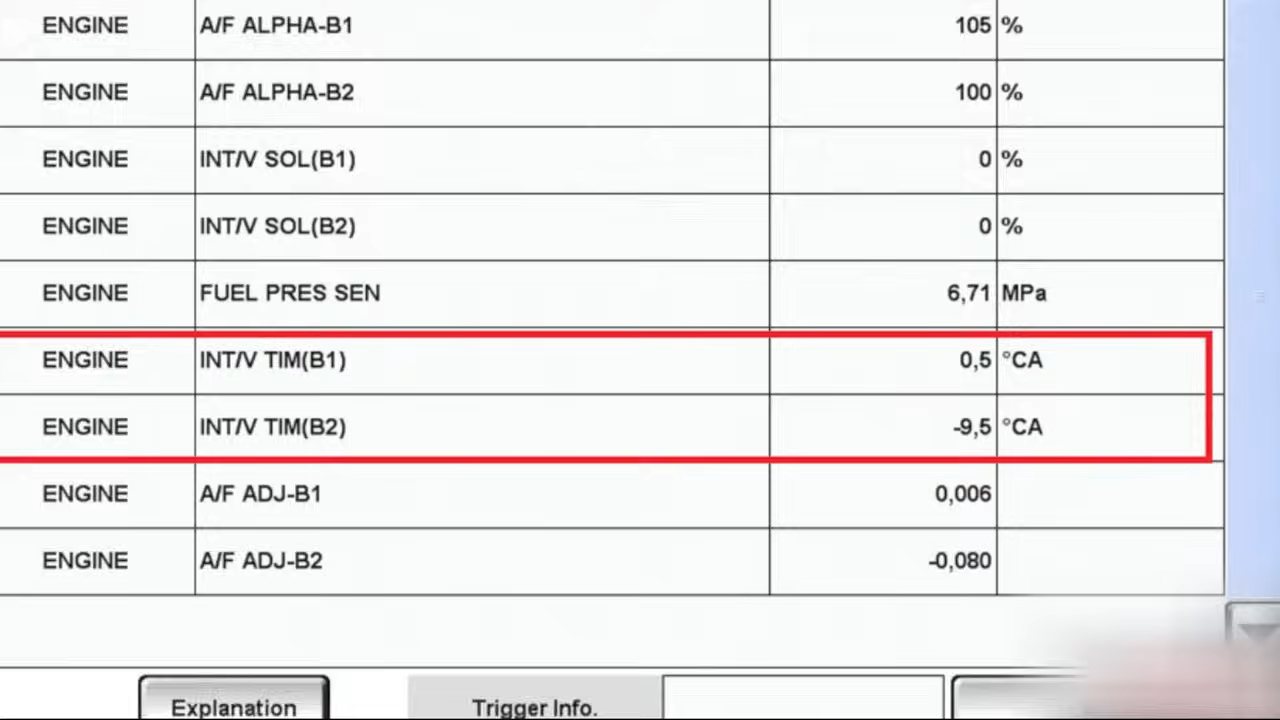 ENGINE A/F ALPHA-B1 105 %
ENGINE A/F ALPHA-B2 100 %
ENGINE INT/V SOL(B1) 0 %
ENGINE INT/V SOL(B2) 0 %
ENGINE FUEL PRES SEN 6,71 MPa
ENGINE INT/V TIM(B1) 0,5 °CA
ENGINE INT/V TIM(B2) -9,5 °CA
ENGINE A/F ADJ-B1 0,006
ENGINE A/F ADJ-B2 -0,080
Explanation Trigger Info.